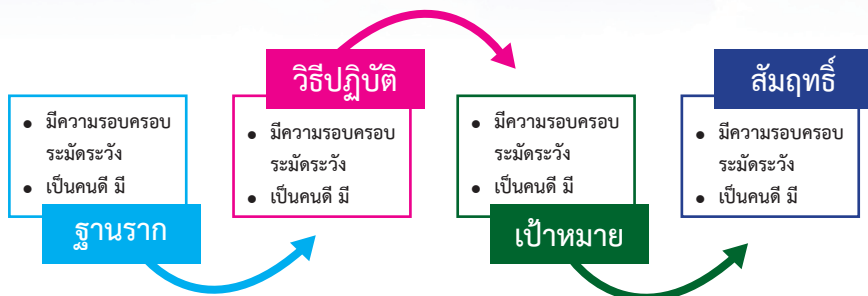 • มีความรอบครอบ
ระมัดระวัง
• เป็นคนดี มี
ฐานราก
วิธีปฏิบัติ
• มีความรอบครอบ
ระมัดระวัง
• เป็นคนดี มี
• มีความรอบครอบ
ระมัดระวัง
• เป็นคนดี มี
เป้าหมาย
สัมฤทธิ์
• มีความรอบครอบ
ระมัดระวัง
• เป็นคนดี มี